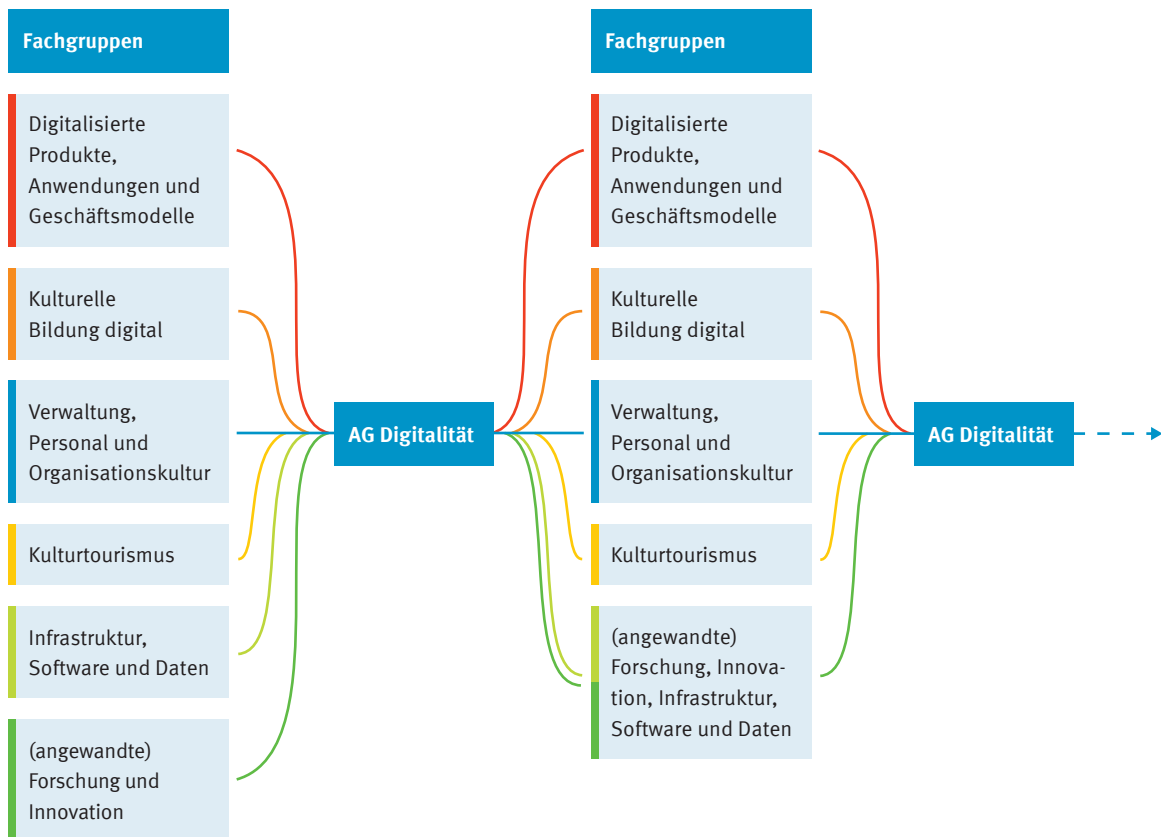 Fachgruppen
Digitalisierte
Produkte,
Anwendungen und
Geschäftsmodelle
Kulturelle
Bildung digital
Verwaltung,
Personal und
Organisationskultur
Kulturtourismus
Infrastruktur,
Software und Daten
(angewandte)
Forschung und
Innovation
AG Digitalität
Fachgruppen
Digitalisierte
Produkte,
Anwendungen und
Geschäftsmodelle
Kulturelle
Bildung digital
Verwaltung,
Personal und
Organisationskultur
Kulturtourismus
(angewandte)
Forschung, Innova-
tion, Infrastruktur,
Software und Daten
AG Digitalität